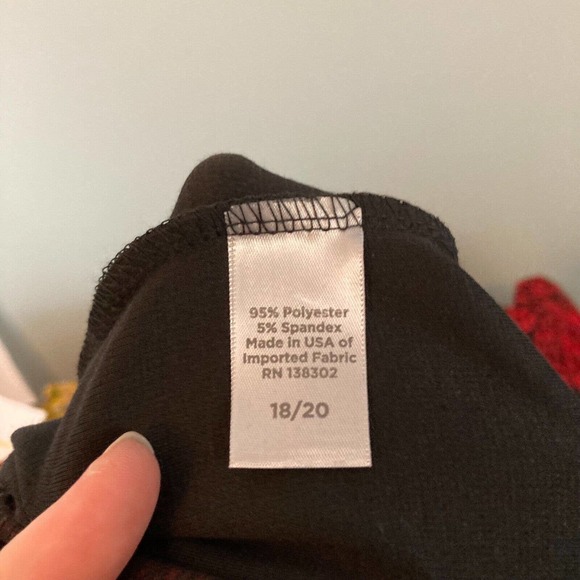 95% Polyester
5% Spandex
Made in USA of
Imported Fabric
RN 138302
18/20